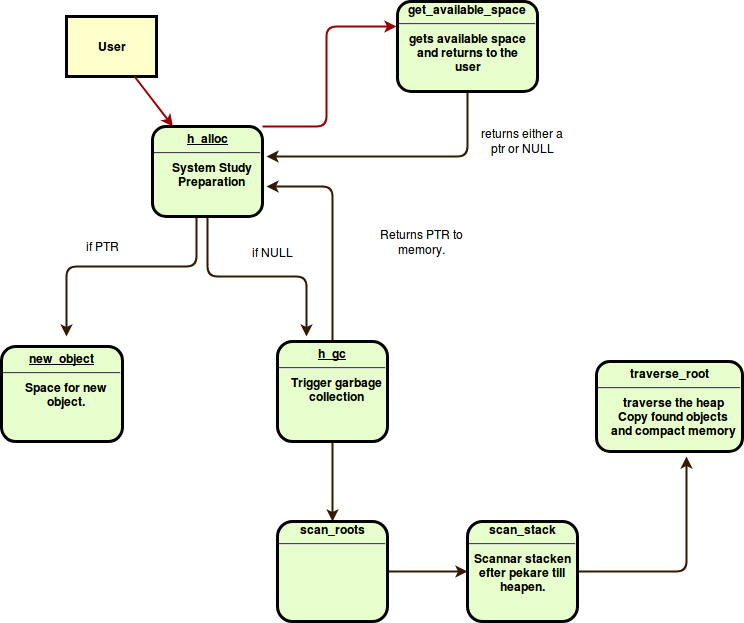 get_available_space
gets available space
and returns to the
user
User
returns either a
ptr or NULL
h_alloc
System Study
Preparation
Returns PTR to
memory.
if PTR
if NULL
new_object
Space for new
object.
h_gc
Trigger garbage
collection
traverse_root
traverse the heap
Copy found objects
and compact memory
scan_roots
scan_stack
Scannar stacken
efter pekare till
heapen.